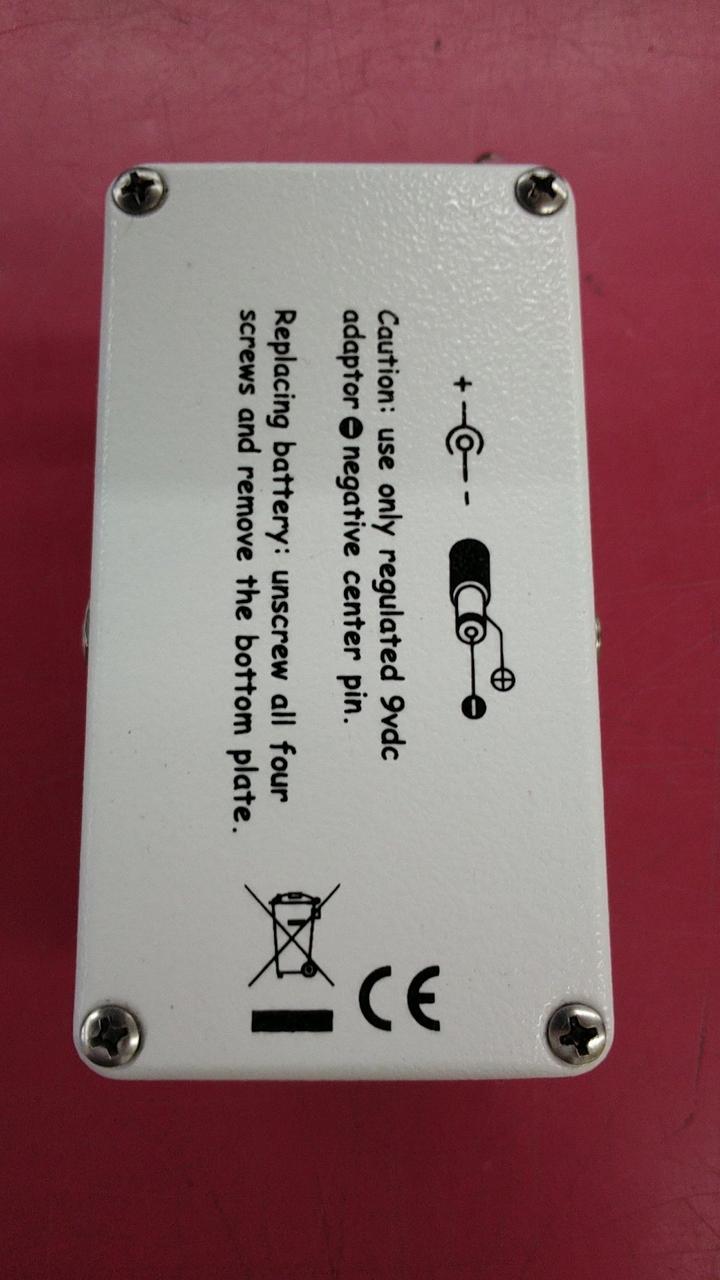 + -
Caution: use only regulated 9vdc
adaptor ⊖ negative center pin.
Replacing battery: unscrew all four
screws and remove the bottom plate.
CE